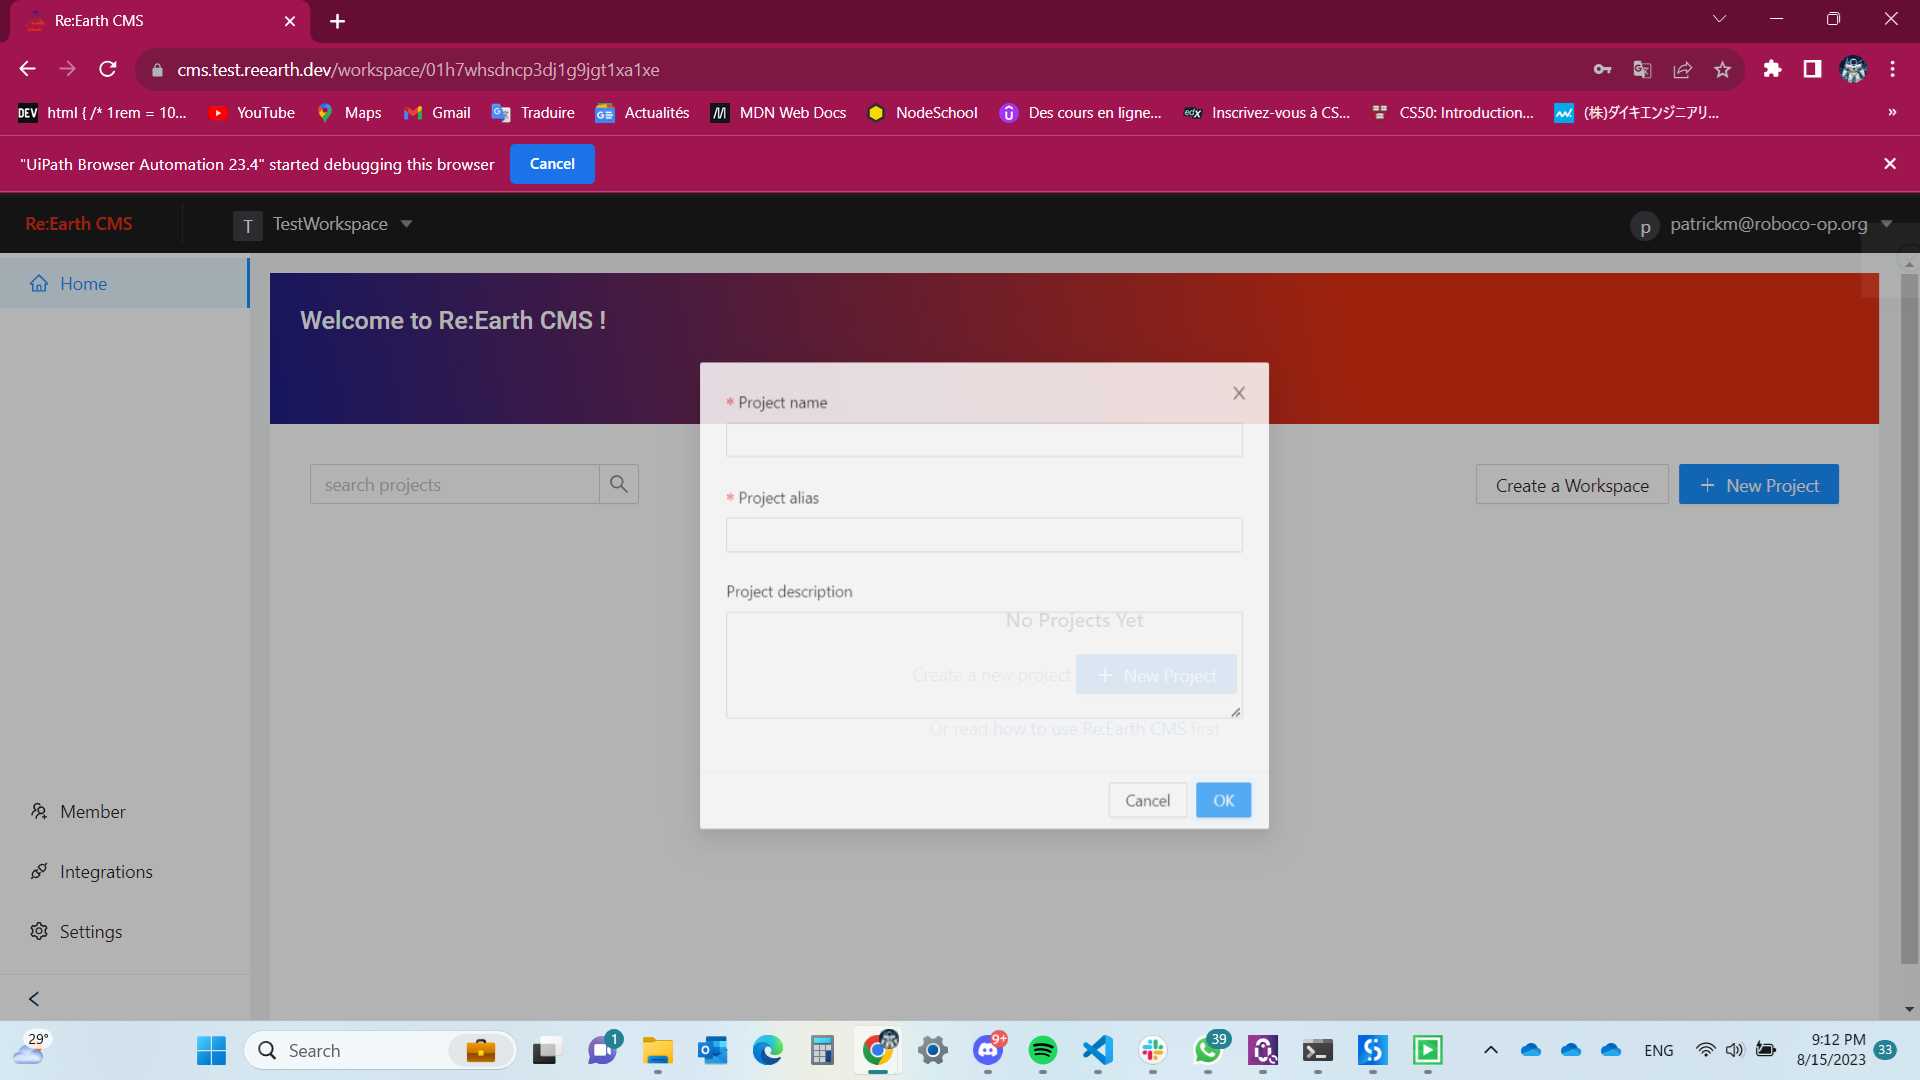 Re:Earth CMS
cms.test.reearth.dev/workspace/01h7whsdncp3dj1g9jgt1xa1xe
DEV html { /* 1rem = 10... YouTube Maps Gmail Traduire Actualités MDN Web Docs NodeSchool Des cours en ligne... edX Inscrivez-vous à CS... CS50: Introduction... (株)ダイキエンジニアリ... »
"UiPath Browser Automation 23.4" started debugging this browser Cancel
Re:Earth CMS T TestWorkspace p patrickm@roboco-op.org
Home
Welcome to Re:Earth CMS !
* Project name
search projects
Create a Workspace + New Project
* Project alias
Project description
No Projects Yet
Create a new project + New Project
Or read how to use Re:Earth CMS first
Cancel OK
Member
Integrations
Settings
29° Search 1 9+ 39 ENG 9:12 PM
8/15/2023 33